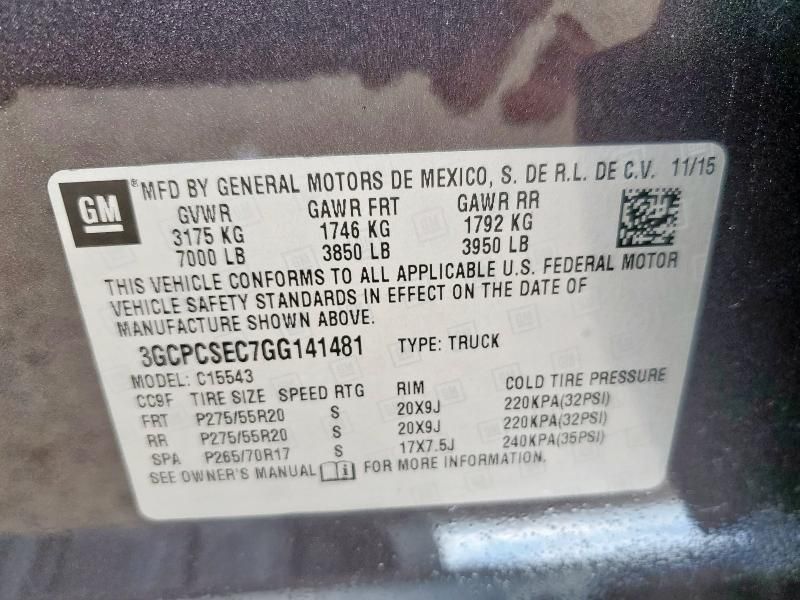 GM
® MFD BY GENERAL MOTORS DE MEXICO, S. DE R.L. DE C.V. 11/15
GVWR GAWR FRT GAWR RR
3175 KG 1746 KG 1792 KG
7000 LB 3850 LB 3950 LB
THIS VEHICLE CONFORMS TO ALL APPLICABLE U.S. FEDERAL MOTOR
VEHICLE SAFETY STANDARDS IN EFFECT ON THE DATE OF
MANUFACTURE SHOWN ABOVE.
3GCPCSEC7GG141481 TYPE: TRUCK
MODEL: C15543
CC9F TIRE SIZE SPEED RTG RIM COLD TIRE PRESSURE
FRT P275/55R20 S 20X9J 220KPA(32PSI)
RR P275/55R20 S 20X9J 220KPA(32PSI)
SPA P265/70R17 S 17X7.5J 240KPA(35PSI)
SEE OWNER'S MANUAL FOR MORE INFORMATION.